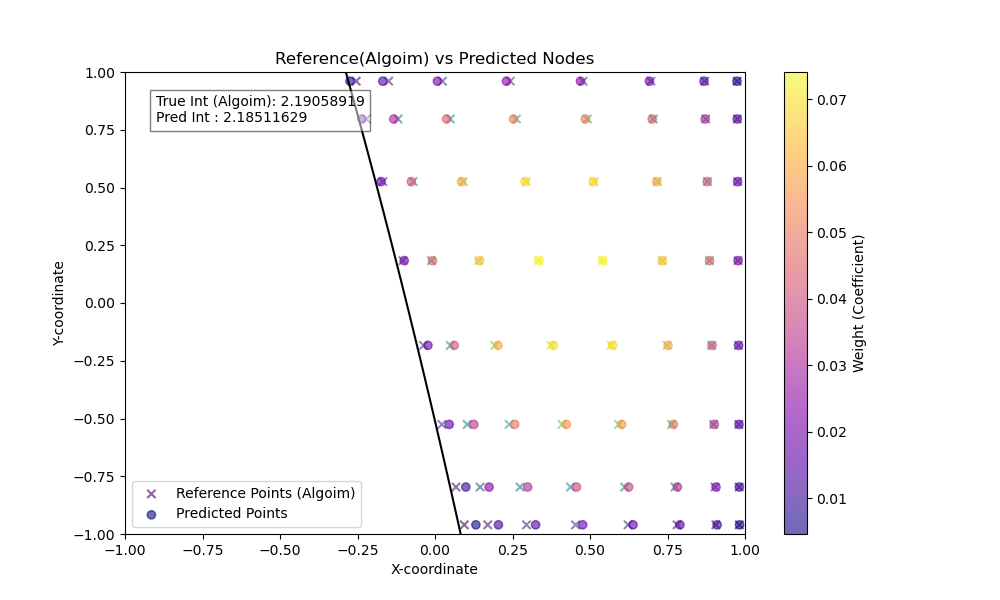 Reference(Algoim) vs Predicted Nodes
True Int (Algoim): 2.19058919
Pred Int : 2.18511629
1.00
0.75
0.50
0.25
0.00
−0.25
−0.50
−0.75
−1.00
Y-coordinate
Reference Points (Algoim)
Predicted Points
−1.00 −0.75 −0.50 −0.25 0.00 0.25 0.50 0.75 1.00
X-coordinate
0.07
0.06
0.05
0.04
0.03
0.02
0.01
Weight (Coefficient)